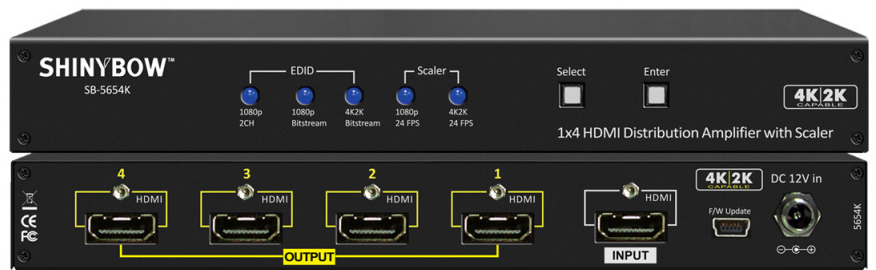 SHINYBOW™
SB-5654K
EDID
Scaler
1080p 2CH
1080p Bitstream
4K2K Bitstream
1080p 24 FPS
4K2K 24 FPS
Select
Enter
4K|2K
CAPABLE
1x4 HDMI Distribution Amplifier with Scaler
4
3
2
1
HDMI
HDMI
HDMI
HDMI
HDMI
OUTPUT
INPUT
4K|2K
CAPABLE
DC 12V in
F/W Update
5654K
CE
FC